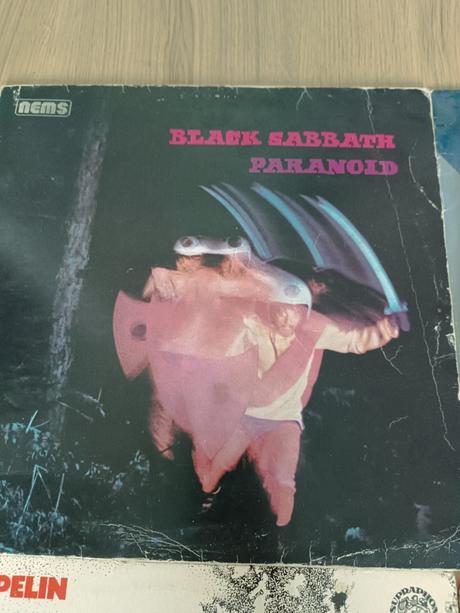 nems
BLACK SABBATH
PARANOID
PELIN